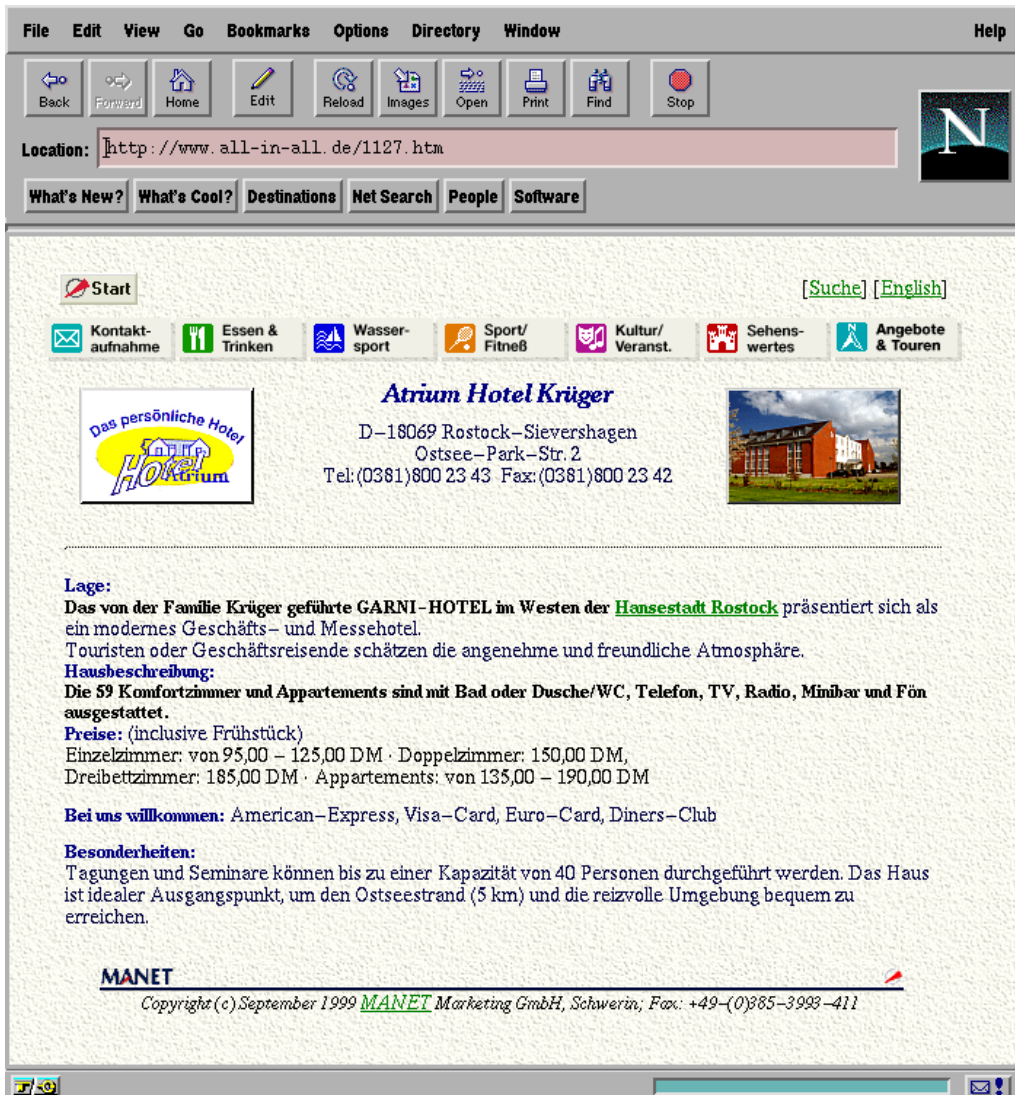 File Edit View Go Bookmarks Options Directory Window Help
Back Forward Home Edit Reload Images Open Print Find Stop
Location: http://www.all-in-all.de/1127.htm
N
What's New? What's Cool? Destinations Net Search People Software
Start [Suche] [English]
Kontakt-
aufnahme
Essen &
Trinken
Wasser-
sport
Sport/
Fitneß
Kultur/
Veranst.
Sehens-
wertes
N
Angebote
& Touren
Das persönliche Hotel
Hotel
Atrium
Atrium Hotel Krüger
D-18069 Rostock-Sievershagen
Ostsee-Park-Str. 2
Tel:(0381)800 23 43 Fax:(0381)800 23 42
Lage:
Das von der Familie Krüger geführte GARNI-HOTEL im Westen der Hansestadt Rostock präsentiert sich als
ein modernes Geschäfts- und Messehotel.
Touristen oder Geschäftsreisende schätzen die angenehme und freundliche Atmosphäre.
Hausbeschreibung:
Die 59 Komfortzimmer und Appartements sind mit Bad oder Dusche/WC, Telefon, TV, Radio, Minibar und Fön
ausgestattet.
Preise: (inclusive Frühstück)
Einzelzimmer: von 95,00 - 125,00 DM · Doppelzimmer: 150,00 DM,
Dreibettzimmer: 185,00 DM · Appartements: von 135,00 - 190,00 DM
Bei uns willkommen: American-Express, Visa-Card, Euro-Card, Diners-Club
Besonderheiten:
Tagungen und Seminare können bis zu einer Kapazität von 40 Personen durchgeführt werden. Das Haus
ist idealer Ausgangspunkt, um den Ostseestrand (5 km) und die reizvolle Umgebung bequem zu
erreichen.
MANET
Copyright (c) September 1999 MANET Marketing GmbH, Schwerin; Fax: +49-(0)385-3993-411